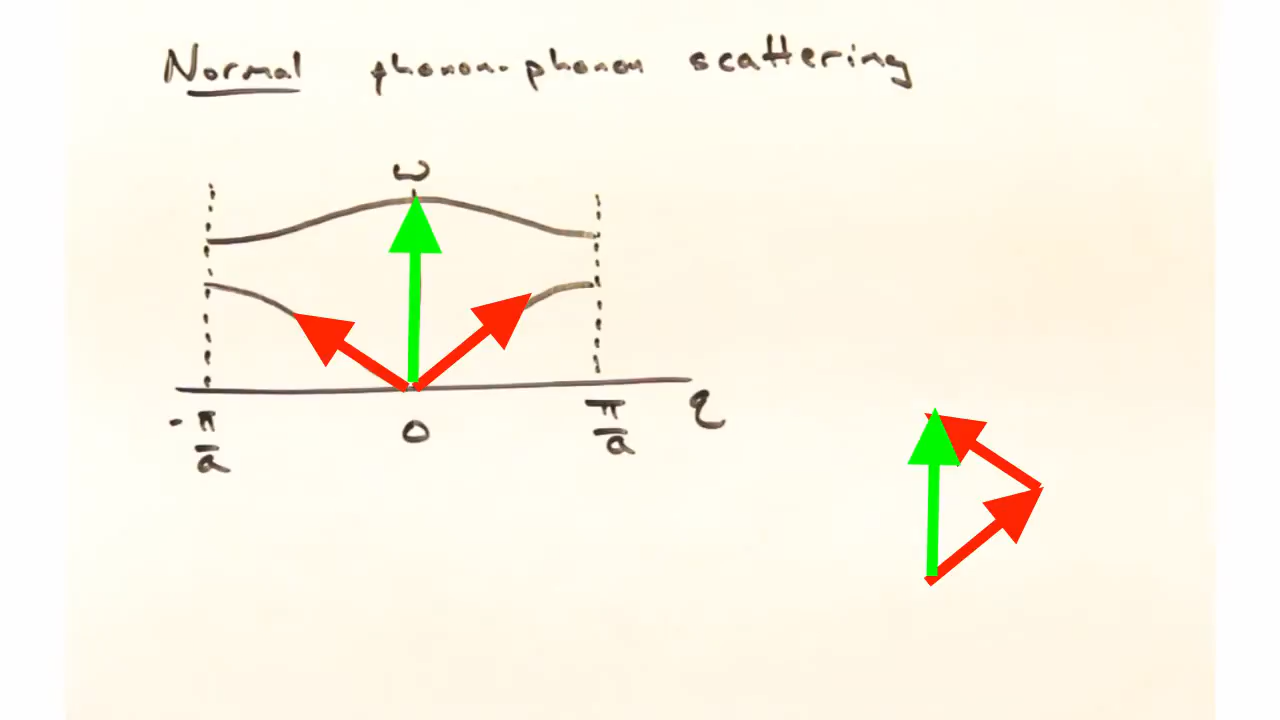 Normal phonon-phonon scattering
ω
-π/a 0 π/a q